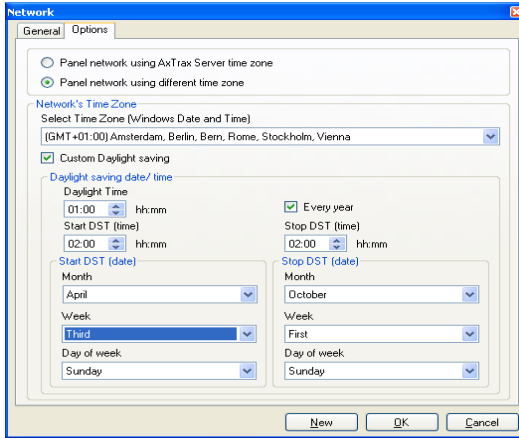 Network
General Options
Panel network using AxTrax Server time zone
Panel network using different time zone
Network's Time Zone
Select Time Zone (Windows Date and Time)
(GMT+01:00) Amsterdam, Berlin, Bern, Rome, Stockholm, Vienna
Custom Daylight saving
Daylight saving date/ time
Daylight Time
01:00 hh:mm
Every year
Start DST (time)
Stop DST (time)
02:00 hh:mm
02:00 hh:mm
Start DST (date)
Stop DST (date)
Month
Month
April
October
Week
Week
Third
First
Day of week
Day of week
Sunday
Sunday
New OK Cancel